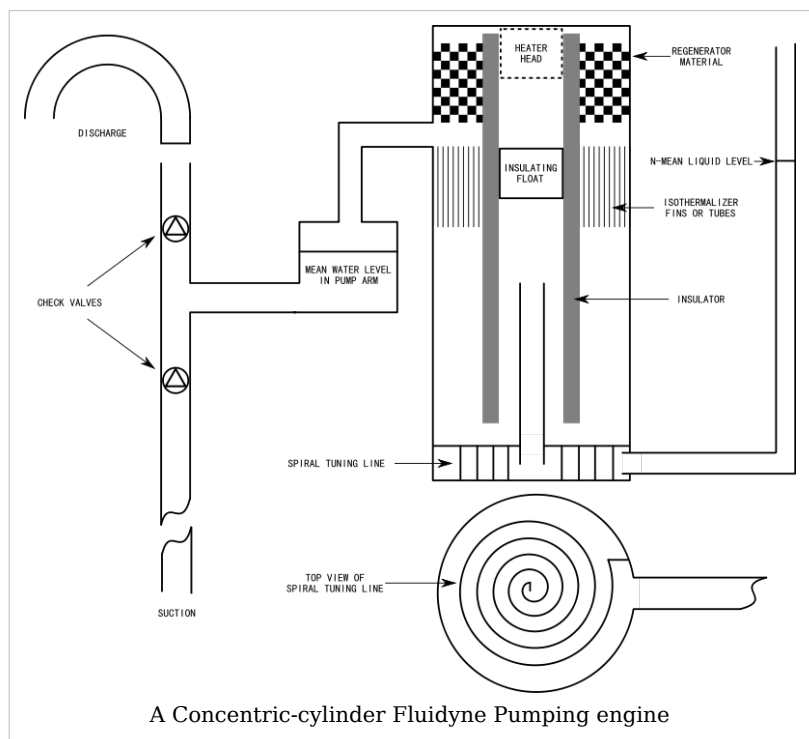 HEATER
HEAD
REGENERATOR
MATERIAL
DISCHARGE
INSULATING
FLOAT
N-MEAN LIQUID LEVEL
ISOTHERMALIZER
FINS OR TUBES
MEAN WATER LEVEL
IN PUMP ARM
CHECK VALVES
INSULATOR
SPIRAL TUNING LINE
TOP VIEW OF
SPIRAL TUNING LINE
SUCTION
A Concentric-cylinder Fluidyne Pumping engine